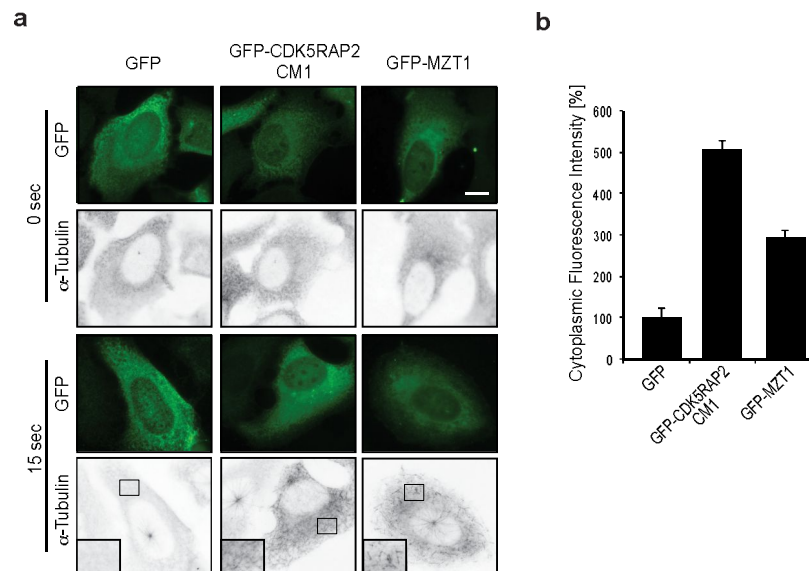 a
GFP
GFP-CDK5RAP2
CM1
GFP-MZT1
0 sec
GFP
α-Tubulin
15 sec
GFP
α-Tubulin
b
Cytoplasmic Fluorescence Intensity [%]
600
500
400
300
200
100
0
GFP
GFP-CDK5RAP2
CM1
GFP-MZT1